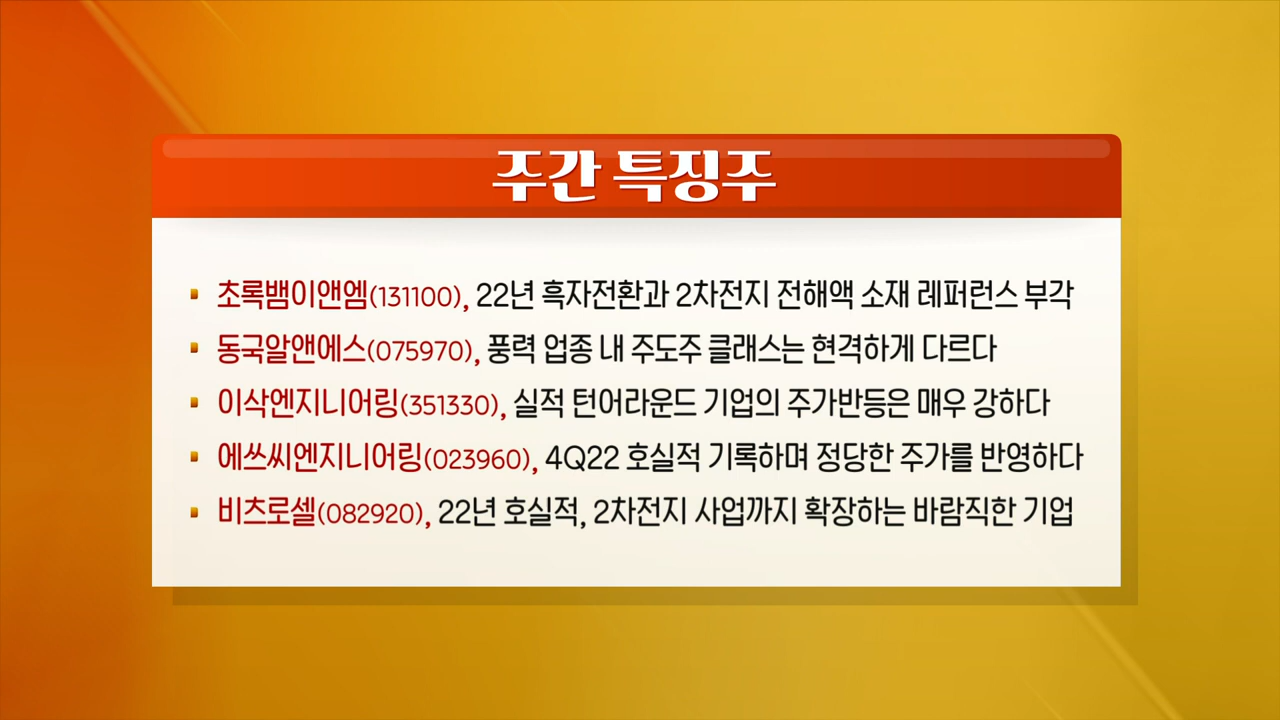 주간 특징주
초록뱀이앤엠(131100), 22년 흑자전환과 2차전지 전해액 소재 레퍼런스 부각
동국알앤에스(075970), 풍력 업종 내 주도주 클래스는 현격하게 다르다
이삭엔지니어링(351330), 실적 턴어라운드 기업의 주가반등은 매우 강하다
에쓰씨엔지니어링(023960), 4Q22 호실적 기록하며 정당한 주가를 반영하다
비츠로셀(082920), 22년 호실적, 2차전지 사업까지 확장하는 바람직한 기업